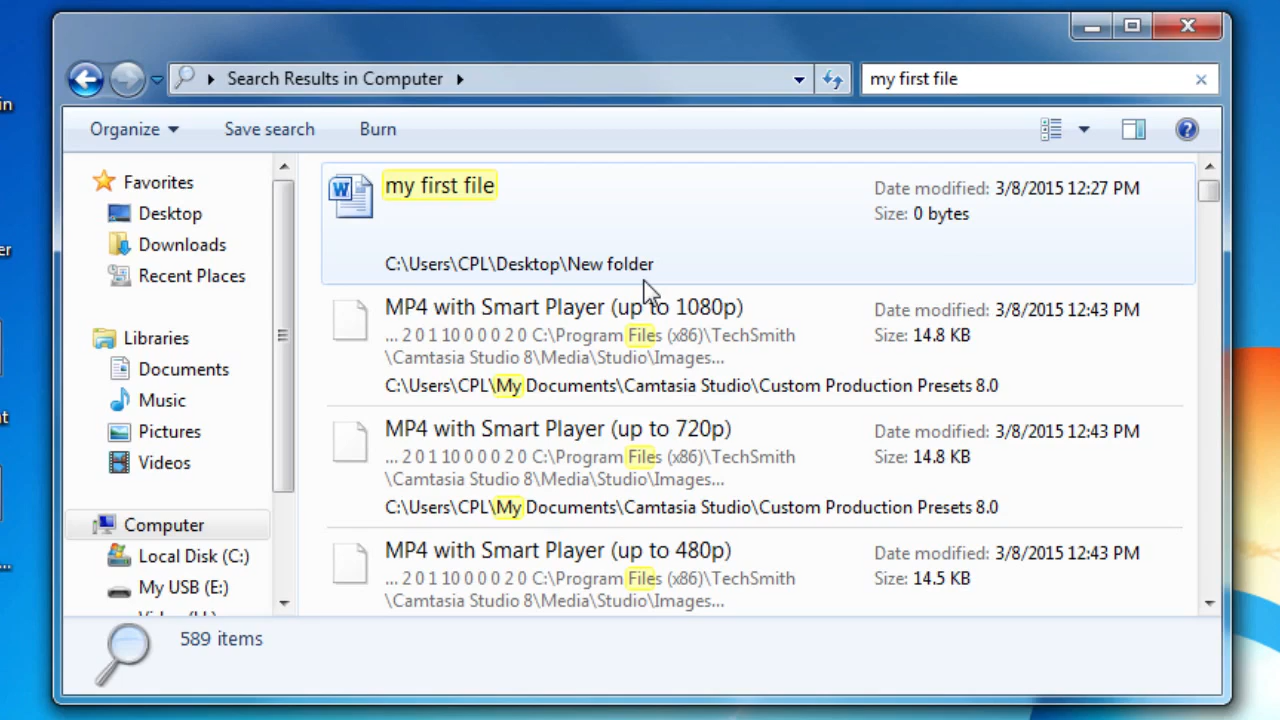 in
er
nt
...
Search Results in Computer
my first file
Organize
Save search
Burn
Favorites
Desktop
Downloads
Recent Places
Libraries
Documents
Music
Pictures
Videos
Computer
Local Disk (C:)
My USB (E:)
my first file
Date modified: 3/8/2015 12:27 PM
Size: 0 bytes
C:\Users\CPL\Desktop\New folder
MP4 with Smart Player (up to 1080p)
Date modified: 3/8/2015 12:43 PM
... 2 0 1 10 0 0 0 2 0 C:\Program Files (x86)\TechSmith
Size: 14.8 KB
\Camtasia Studio 8\Media\Studio\Images...
C:\Users\CPL\My Documents\Camtasia Studio\Custom Production Presets 8.0
MP4 with Smart Player (up to 720p)
Date modified: 3/8/2015 12:43 PM
... 2 0 1 10 0 0 0 2 0 C:\Program Files (x86)\TechSmith
Size: 14.8 KB
\Camtasia Studio 8\Media\Studio\Images...
C:\Users\CPL\My Documents\Camtasia Studio\Custom Production Presets 8.0
MP4 with Smart Player (up to 480p)
Date modified: 3/8/2015 12:43 PM
... 2 0 1 10 0 0 0 2 0 C:\Program Files (x86)\TechSmith
Size: 14.5 KB
\Camtasia Studio 8\Media\Studio\Images...
589 items